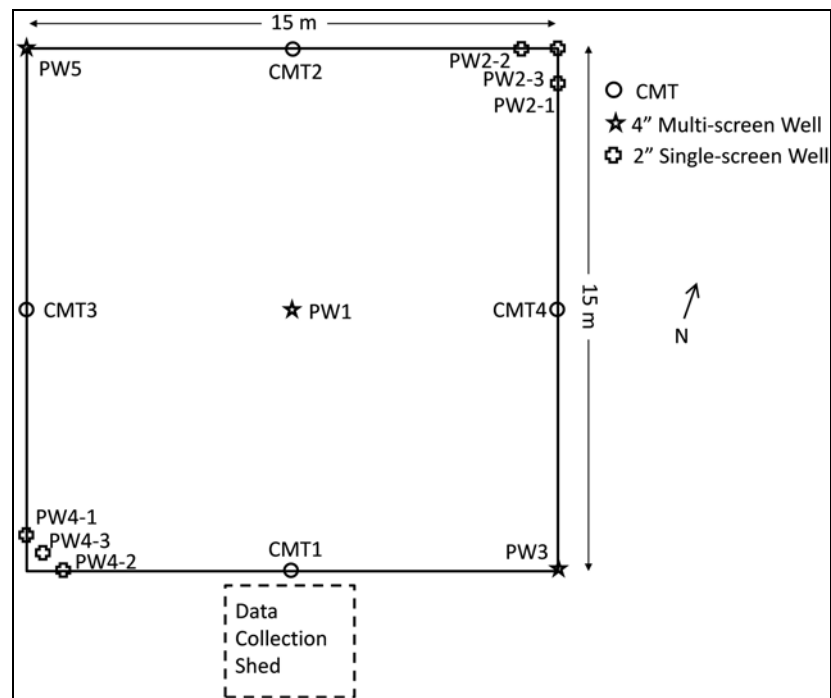 15 m
PW5
CMT2
PW2-2
PW2-3
PW2-1
CMT
4” Multi-screen Well
2” Single-screen Well
CMT3
PW1
CMT4
15 m
N
PW4-1
PW4-3
PW4-2
CMT1
PW3
Data
Collection
Shed